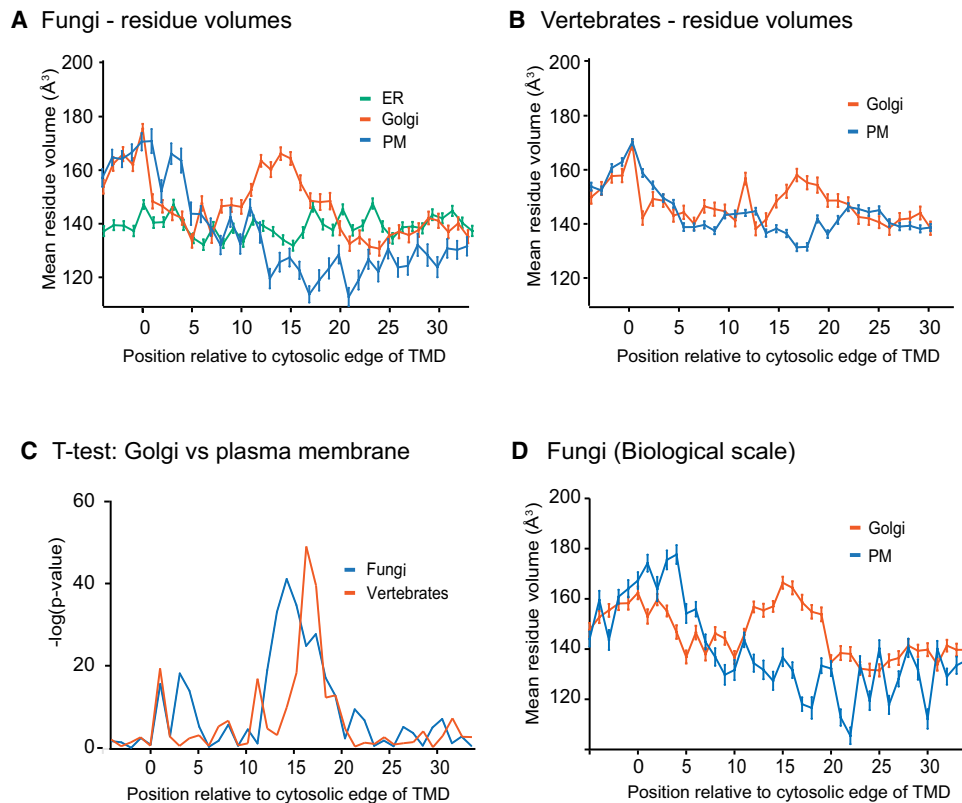 A Fungi - residue volumes
200
180
160
140
120
Mean residue volume (Å³)
ER
Golgi
PM
0 5 10 15 20 25 30
Position relative to cytosolic edge of TMD
B Vertebrates - residue volumes
200
180
160
140
120
Mean residue volume (Å³)
Golgi
PM
0 5 10 15 20 25 30
Position relative to cytosolic edge of TMD
C T-test: Golgi vs plasma membrane
60
40
20
0
-log(p-value)
Fungi
Vertebrates
0 5 10 15 20 25 30
Position relative to cytosolic edge of TMD
D Fungi (Biological scale)
200
180
160
140
120
Mean residue volume (Å³)
Golgi
PM
0 5 10 15 20 25 30
Position relative to cytosolic edge of TMD